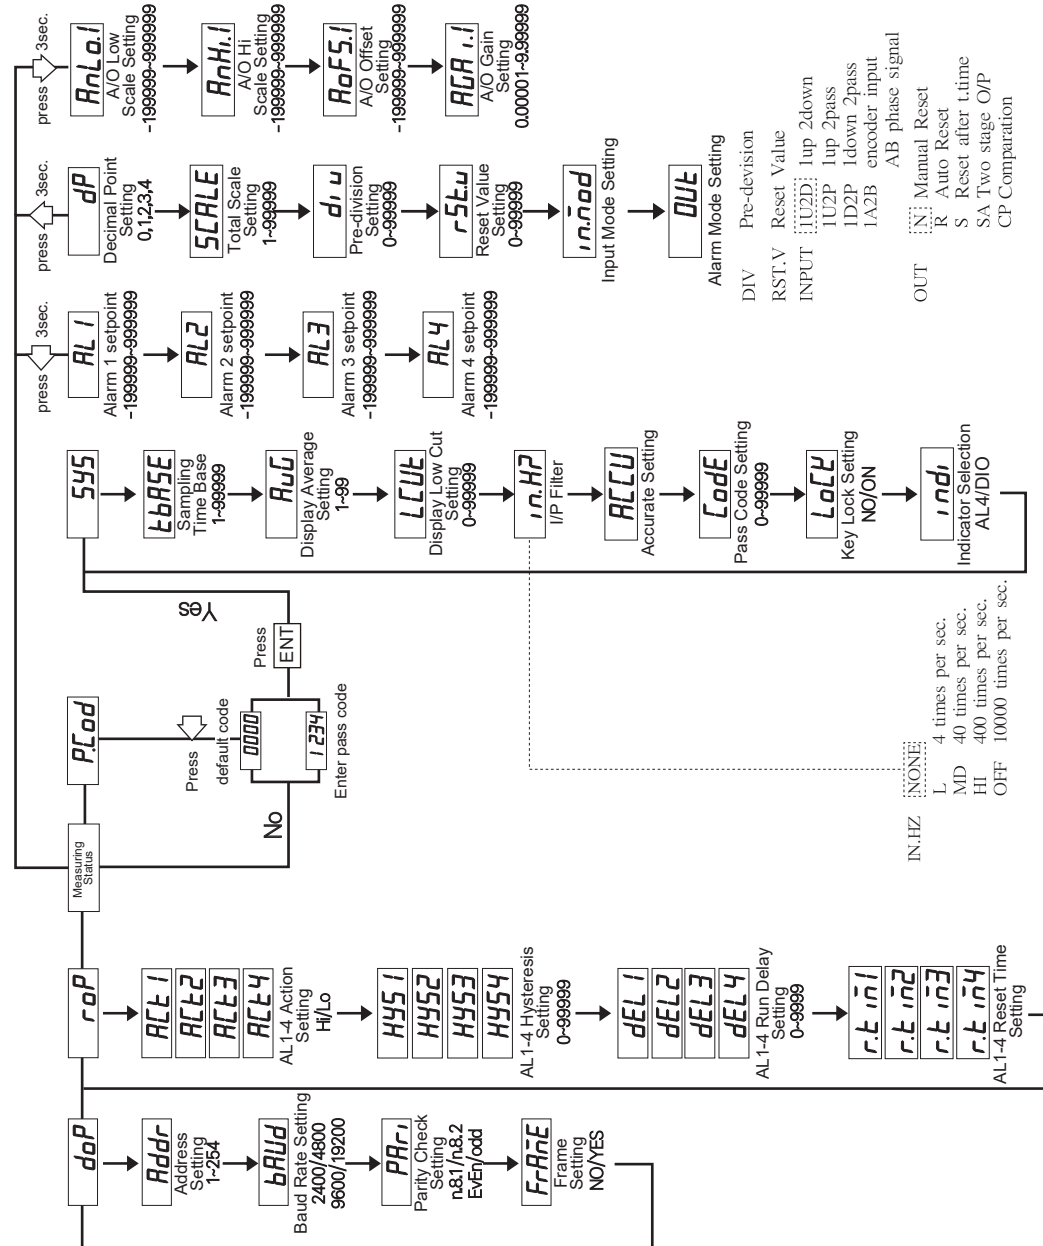 doP
Addr
Address
Setting
1~254
bAUd
Baud Rate Setting
2400/4800
9600/19200
PAri
Parity Check
Setting
n.8.1/n.8.2
EvEn/odd
FrAmE
Frame
Setting
NO/YES
roP
ACt1
ACt2
ACt3
ACt4
AL1-4 Action
Setting
Hi/Lo
HYS1
HYS2
HYS3
HYS4
AL1-4 Hysteresis
Setting
0~99999
dEL1
dEL2
dEL3
dEL4
AL1-4 Run Delay
Setting
0~9999
r.tim1
r.tim2
r.tim3
r.tim4
AL1-4 Reset Time
Setting
Measuring
Status
P.Cod
Press
default code
0000
1234
Enter pass code
No
Press
ENT
Yes
IN.HZ NONE
L 4 times per sec.
MD 40 times per sec.
HI 400 times per sec.
OFF 10000 times per sec.
SYS
tbASE
Sampling
Time Base
1~99999
AvG
Display Average
Setting
1~99
LCUt
Display Low Cut
Setting
0~99999
in.HZ
I/P Filter
ACCU
Accurate Setting
CodE
Pass Code Setting
0~99999
LoCK
Key Lock Setting
NO/ON
indi
Indicator Selection
AL4/DIO
press 3sec.
AL1
Alarm 1 setpoint
-199999~999999
AL2
Alarm 2 setpoint
-199999~999999
AL3
Alarm 3 setpoint
-199999~999999
AL4
Alarm 4 setpoint
-199999~999999
press 3sec.
dP
Decimal Point
Setting
0,1,2,3,4
SCALE
Total Scale
Setting
1~99999
div
Pre-division
Setting
0~99999
rSt.v
Reset Value
Setting
0~99999
in.mod
Input Mode Setting
OUt
Alarm Mode Setting
press 3sec.
AnLo.1
A/O Low
Scale Setting
-199999~999999
AnHi.1
A/O Hi
Scale Setting
-199999~999999
AoFS.1
A/O Offset
Setting
-199999~999999
AGAi.1
A/O Gain
Setting
0.00001~9.99999
DIV Pre-devision
RST.V Reset Value
INPUT 1U2D 1up 2down
1U2P 1up 2pass
1D2P 1down 2pass
1A2B encoder input
AB phase signal
OUT N Manual Reset
R Auto Reset
S Reset after t.time
SA Two stage O/P
CP Comparation